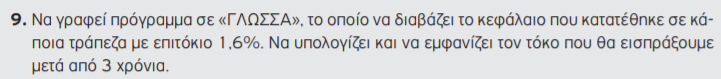 9. Να γραφεί πρόγραμμα σε «ΓΛΩΣΣΑ», το οποίο να διαβάζει το κεφάλαιο που κατατέθηκε σε κά-
ποια τράπεζα με επιτόκιο 1,6%. Να υπολογίζει και να εμφανίζει τον τόκο που θα εισπράξουμε
μετά από 3 χρόνια.